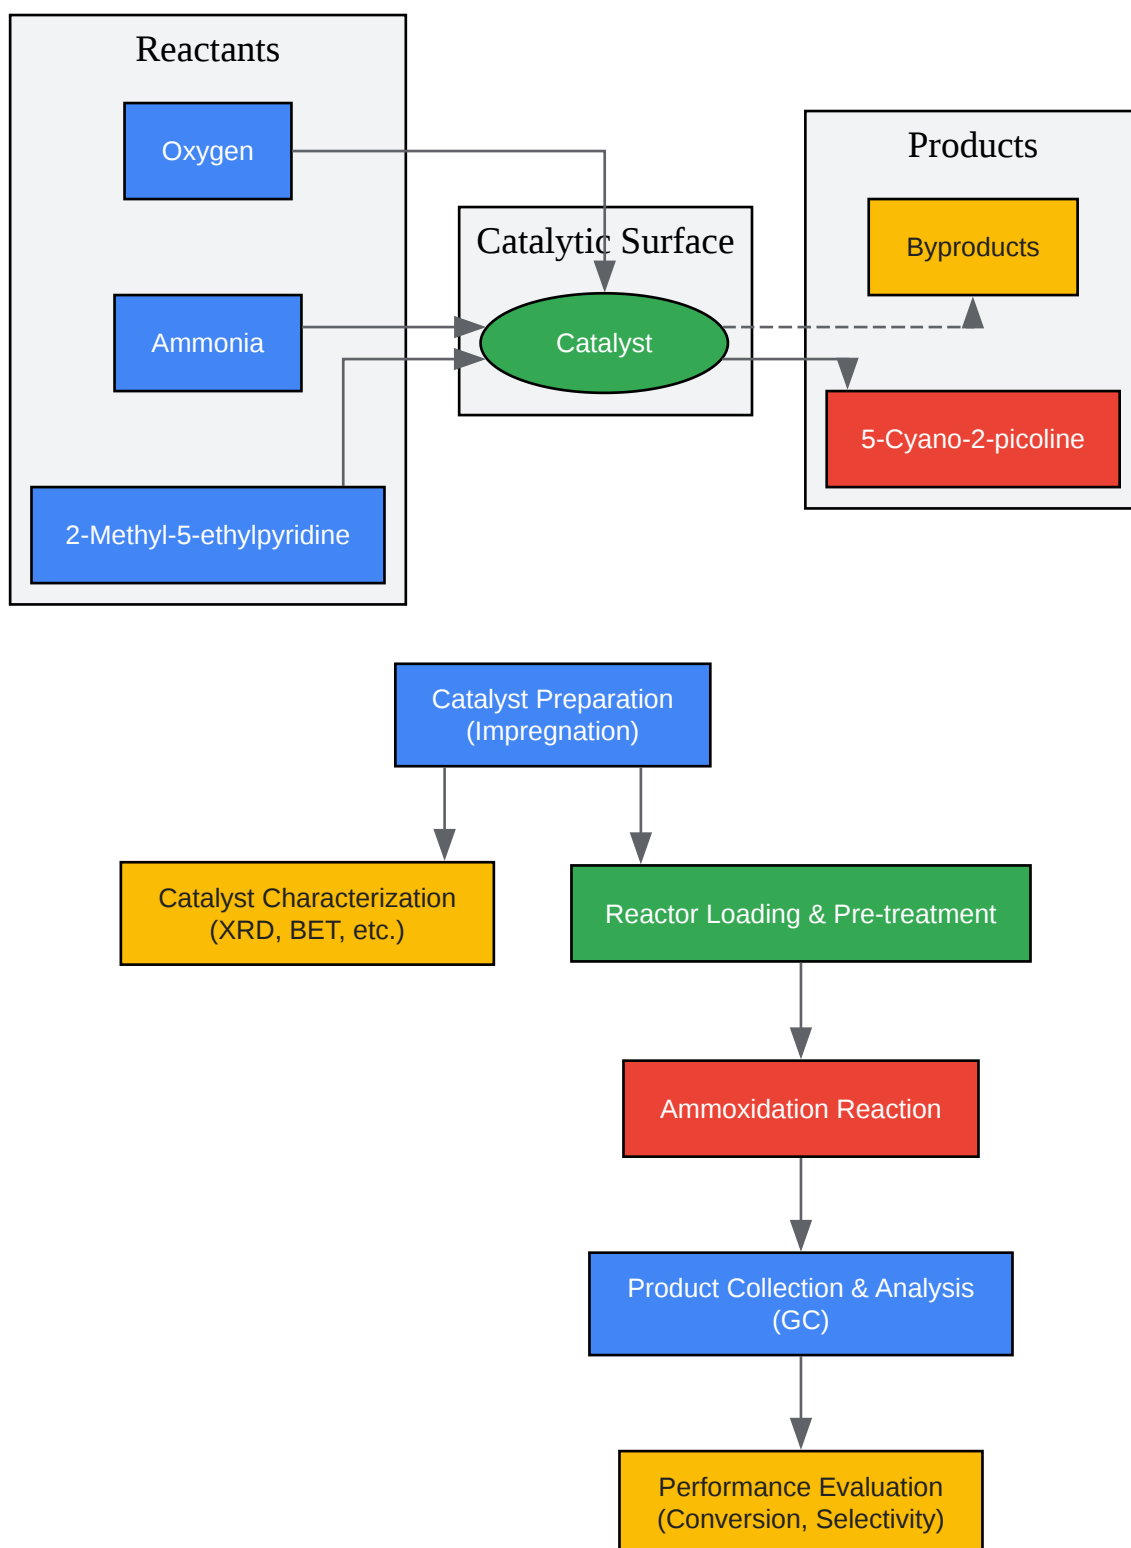 Reactants
Oxygen
Ammonia
2-Methyl-5-ethylpyridine
Catalytic Surface
Catalyst
Products
Byproducts
5-Cyano-2-picoline
Catalyst Preparation
(Impregnation)
Catalyst Characterization
(XRD, BET, etc.)
Reactor Loading & Pre-treatment
Ammoxidation Reaction
Product Collection & Analysis
(GC)
Performance Evaluation
(Conversion, Selectivity)